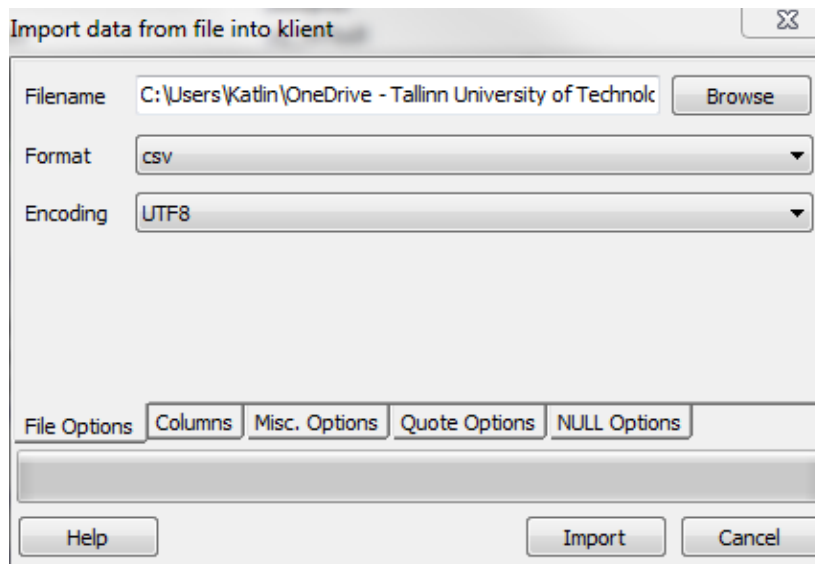 Import data from file into klient
Filename C:\Users\Katlin\OneDrive - Tallinn University of Technolc Browse
Format csv
Encoding UTF8
File Options Columns Misc. Options Quote Options NULL Options
Help Import Cancel